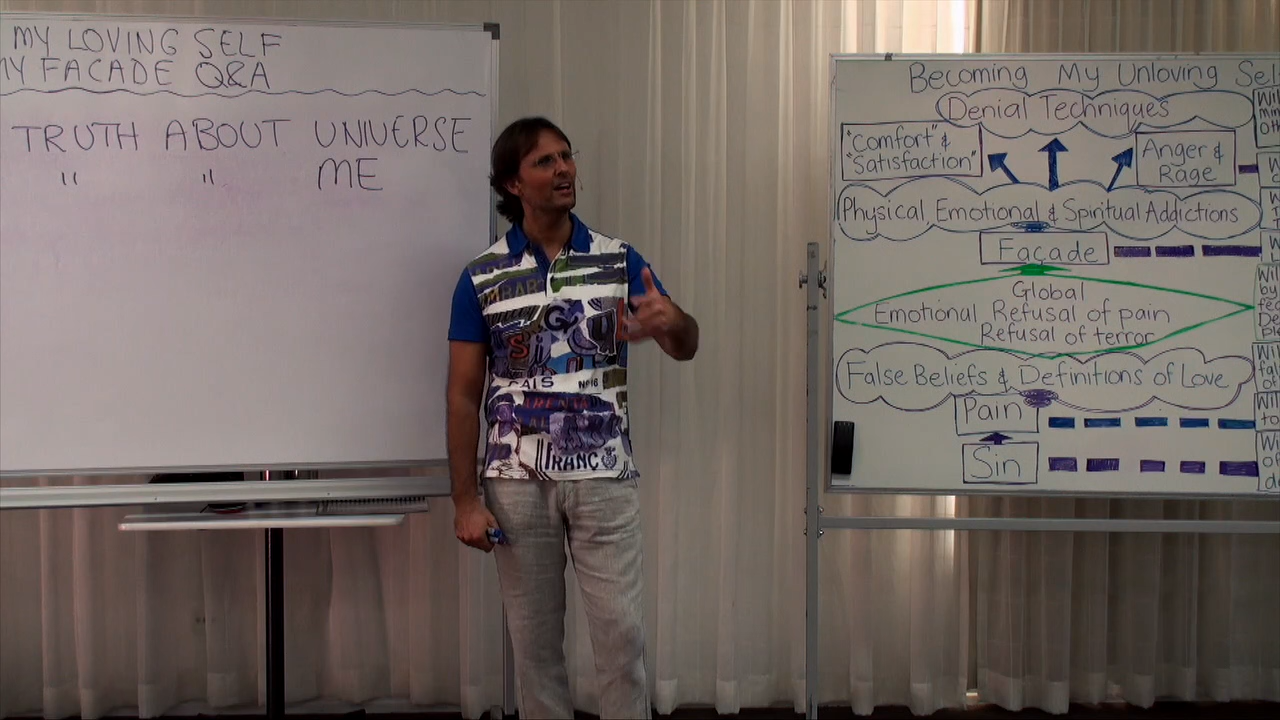 MY LOVING SELF
MY FACADE Q&A
TRUTH ABOUT UNIVERSE
" " ME
Becoming My Unloving Sel
Denial Techniques
"Comfort" &
"Satisfaction"
Anger &
Rage
Physical, Emotional & Spiritual Addictions
Façade
Global
Emotional Refusal of pain
Refusal of terror
False Beliefs & Definitions of Love
Pain
Sin
CAIS
FRANC